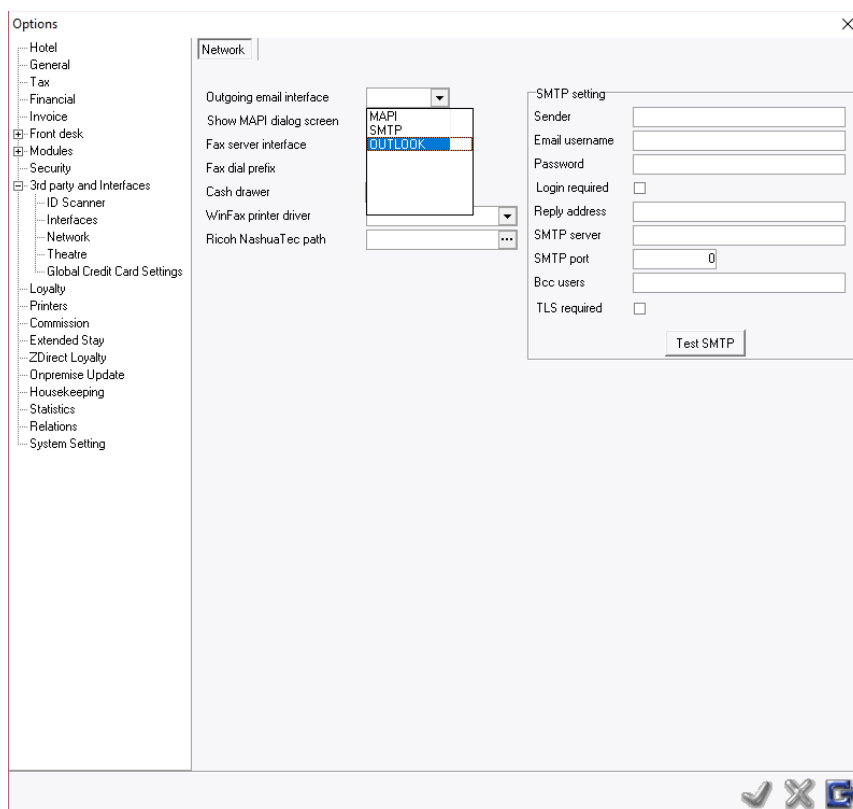 Options
Hotel
General
Tax
Financial
Invoice
Front desk
Modules
Security
3rd party and Interfaces
ID Scanner
Interfaces
Network
Theatre
Global Credit Card Settings
Loyalty
Printers
Commission
Extended Stay
ZDirect Loyalty
Onpremise Update
Housekeeping
Statistics
Relations
System Setting
Network
Outgoing email interface
Show MAPI dialog screen
Fax server interface
Fax dial prefix
Cash drawer
WinFax printer driver
Ricoh NashuaTec path
MAPI
SMTP
OUTLOOK
...
SMTP setting
Sender
Email username
Password
Login required
Reply address
SMTP server
SMTP port 0
Bcc users
TLS required
Test SMTP